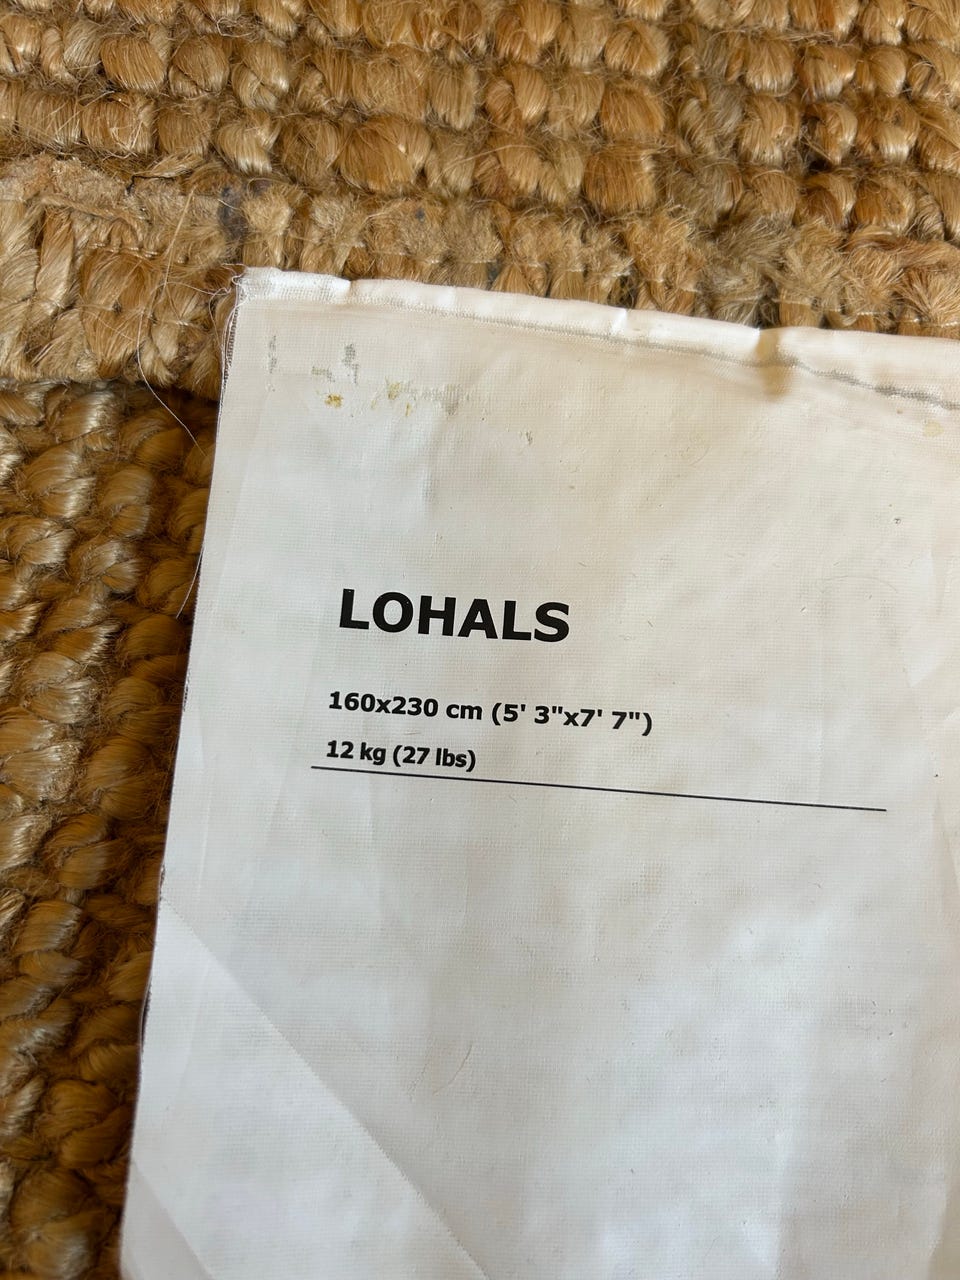 LOHALS
160x230 cm (5' 3"x7' 7")
12 kg (27 lbs)